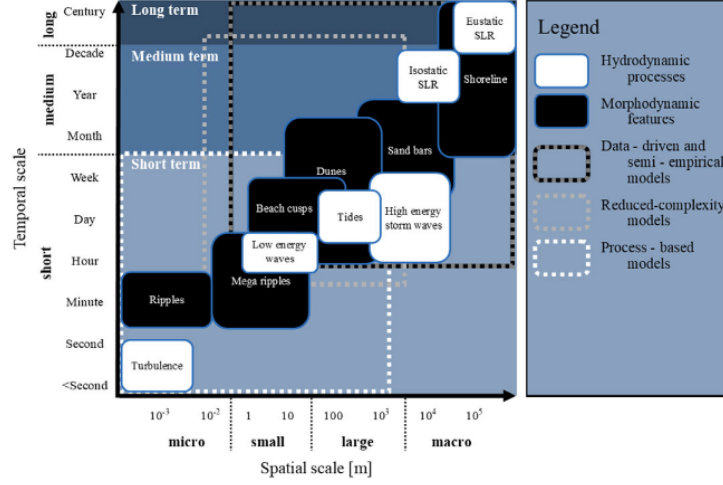 Long term
Medium term
Short term
Temporal scale
long
medium
short
Century
Decade
Year
Month
Week
Day
Hour
Minute
Second
<Second
Eustatic
SLR
Isostatic
SLR
Shoreline
Sand bars
Dunes
Beach cusps
Tides
High energy
storm waves
Low energy
waves
Mega ripples
Ripples
Turbulence
10⁻³ 10⁻² 1 10 100 10³ 10⁴ 10⁵
micro small large macro
Spatial scale [m]
Legend
Hydrodynamic
processes
Morphodynamic
features
Data - driven and
semi - empirical
models
Reduced-complexity
models
Process - based
models